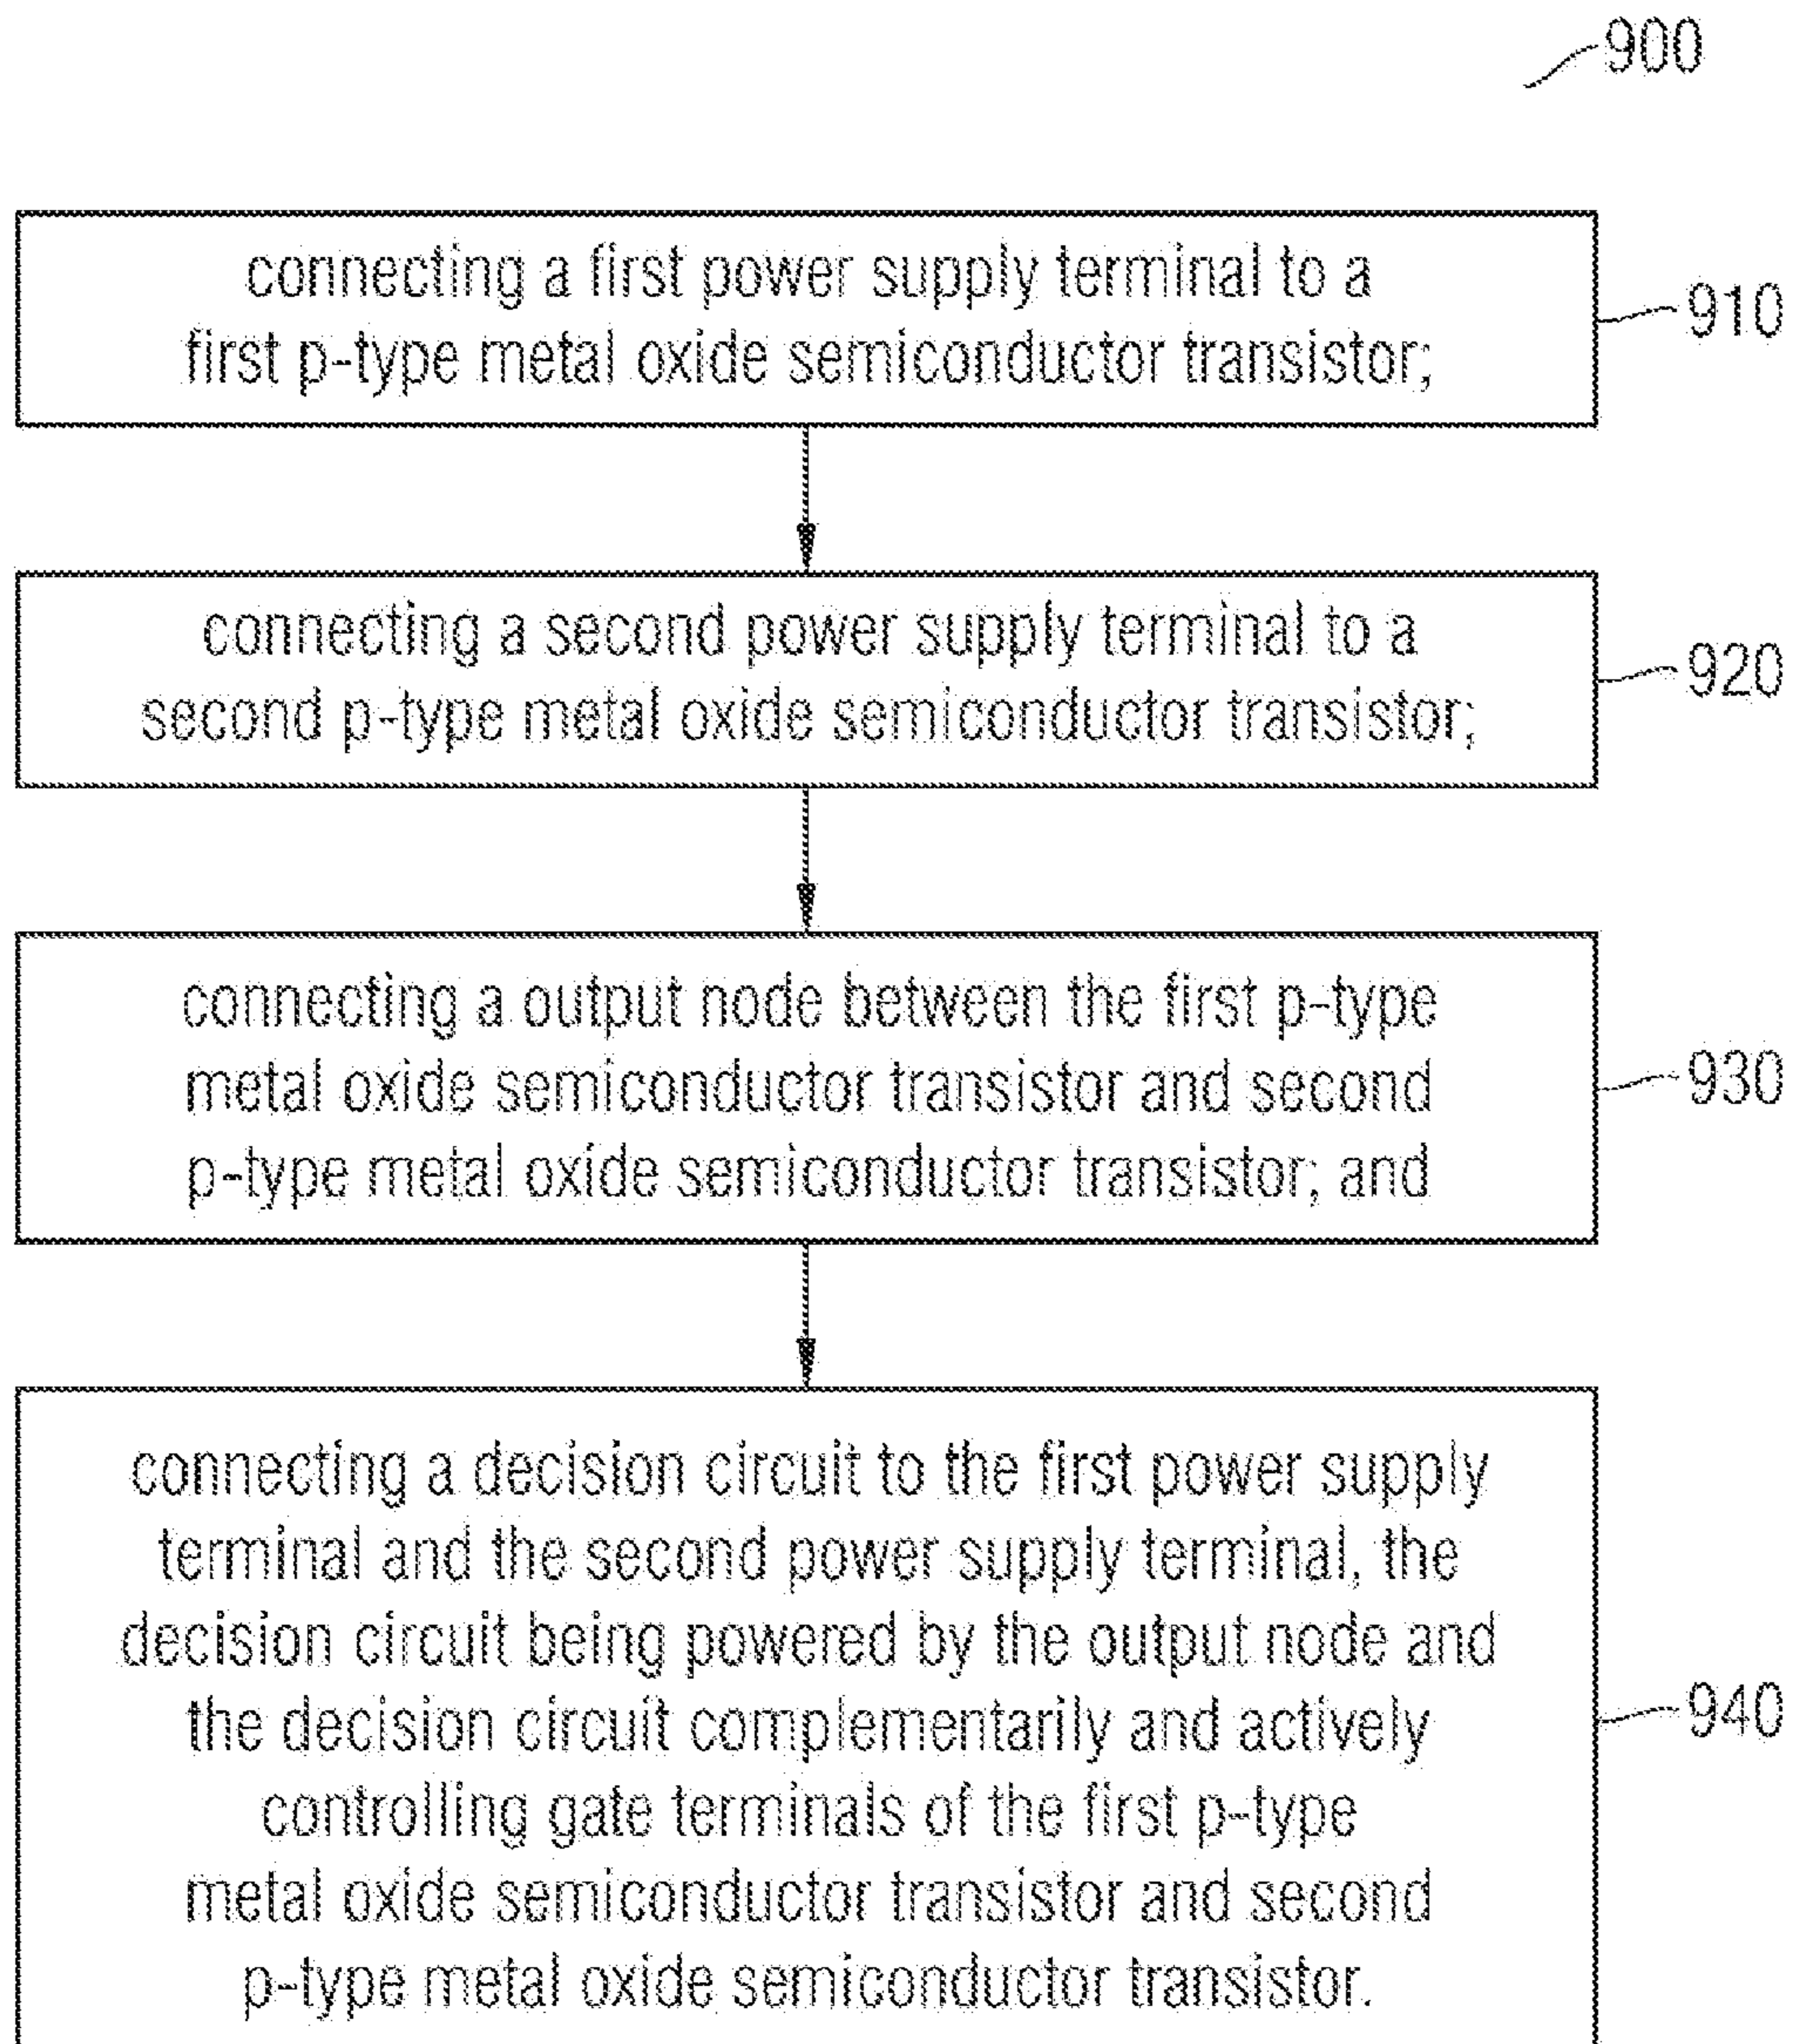 900
connecting a first power supply terminal to a
first p-type metal oxide semiconductor transistor;
910
connecting a second power supply terminal to a
second p-type metal oxide semiconductor transistor;
920
connecting a output node between the first p-type
metal oxide semiconductor transistor and second
p-type metal oxide semiconductor transistor; and
930
connecting a decision circuit to the first power supply
terminal and the second power supply terminal, the
decision circuit being powered by the output node and
the decision circuit complementarily and actively
controlling gate terminals of the first p-type
metal oxide semiconductor transistor and second
p-type metal oxide semiconductor transistor.
940